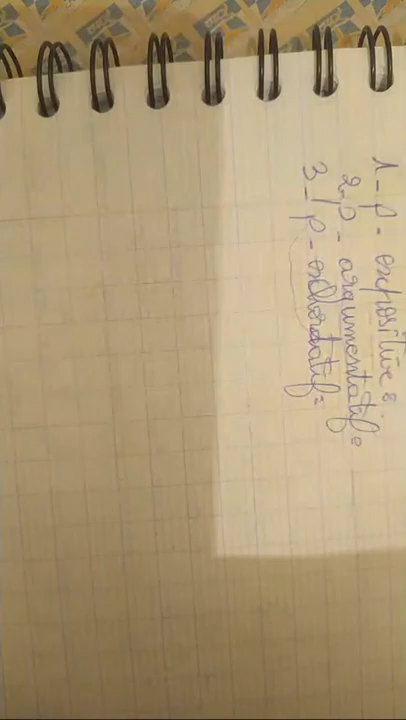 1 - p - expositive :
2 - p - argumentatif :
3 - p - exhortatif :